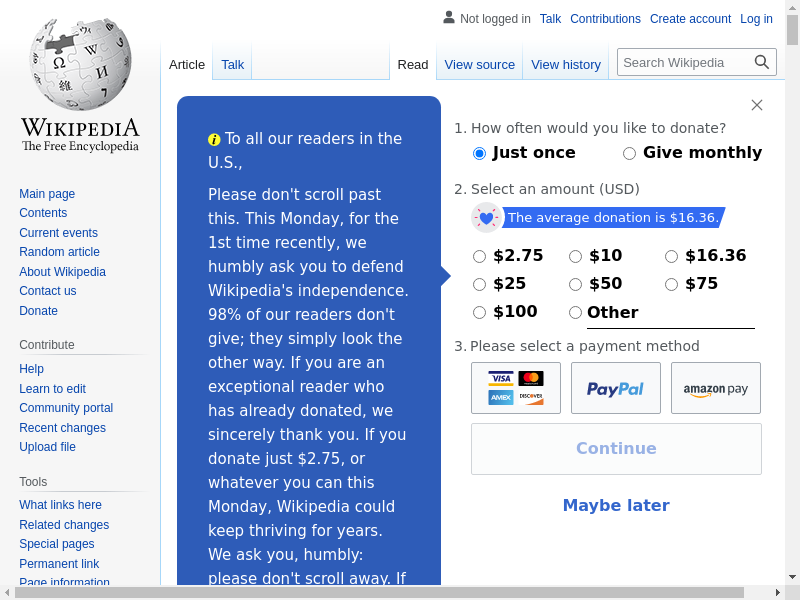 Not logged in Talk Contributions Create account Log in
Article Talk Read View source View history Search Wikipedia
WIKIPEDIA
The Free Encyclopedia
Main page
Contents
Current events
Random article
About Wikipedia
Contact us
Donate
Contribute
Help
Learn to edit
Community portal
Recent changes
Upload file
Tools
What links here
Related changes
Special pages
Permanent link
Page information
To all our readers in the
U.S.,
Please don't scroll past
this. This Monday, for the
1st time recently, we
humbly ask you to defend
Wikipedia's independence.
98% of our readers don't
give; they simply look the
other way. If you are an
exceptional reader who
has already donated, we
sincerely thank you. If you
donate just $2.75, or
whatever you can this
Monday, Wikipedia could
keep thriving for years.
We ask you, humbly:
please don't scroll away. If
1. How often would you like to donate?
Just once Give monthly
2. Select an amount (USD)
The average donation is $16.36.
$2.75 $10 $16.36
$25 $50 $75
$100 Other
3. Please select a payment method
VISA MasterCard PayPal amazon pay
AMEX DISCOVER
Continue
Maybe later